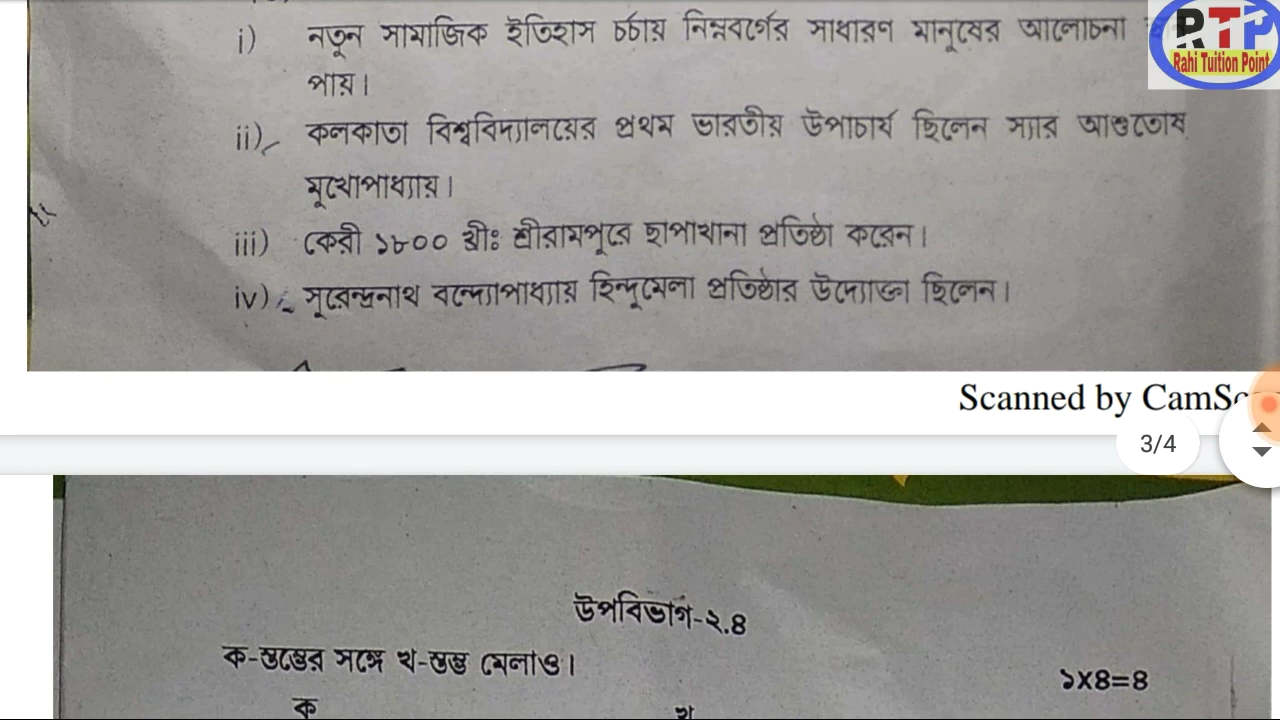 i) নতুন সামাজিক ইতিহাস চর্চায় নিম্নবর্গের সাধারণ মানুষের আলোচনা
RTP
Rahi Tuition Point
পায়।
ii) কলকাতা বিশ্ববিদ্যালয়ের প্রথম ভারতীয় উপাচার্য ছিলেন স্যার আশুতোষ
মুখোপাধ্যায়।
iii) কেরী ১৮০০ খ্রীঃ শ্রীরামপুরে ছাপাখানা প্রতিষ্ঠা করেন।
iv) সুরেন্দ্রনাথ বন্দ্যোপাধ্যায় হিন্দুমেলা প্রতিষ্ঠার উদ্যোক্তা ছিলেন।
Scanned by
3/4
উপবিভাগ-২.৪
ক-স্তম্ভের সঙ্গে খ-স্তম্ভ মেলাও।
১X৪=৪
ক খ